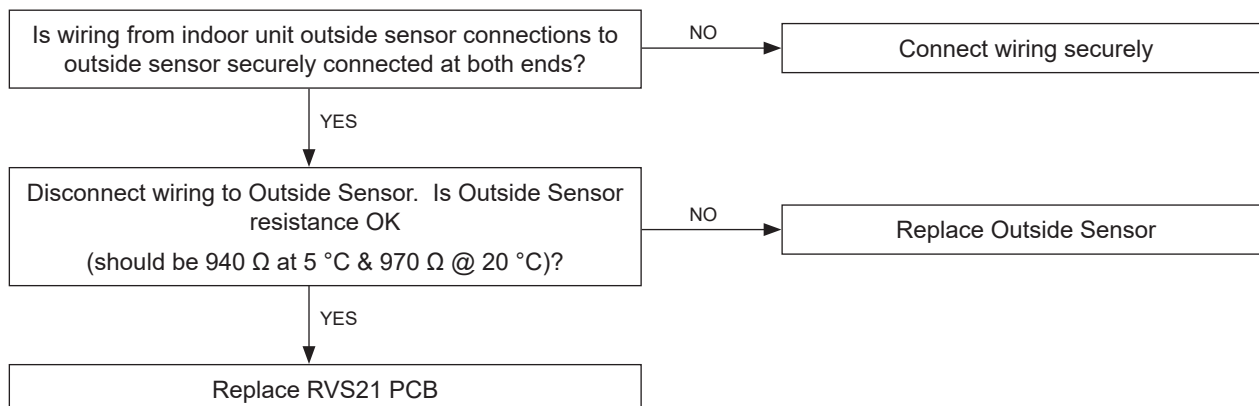 Is wiring from indoor unit outside sensor connections to
outside sensor securely connected at both ends?
NO
Connect wiring securely
YES
Disconnect wiring to Outside Sensor. Is Outside Sensor
resistance OK
(should be 940 Ω at 5 °C & 970 Ω @ 20 °C)?
NO
Replace Outside Sensor
YES
Replace RVS21 PCB